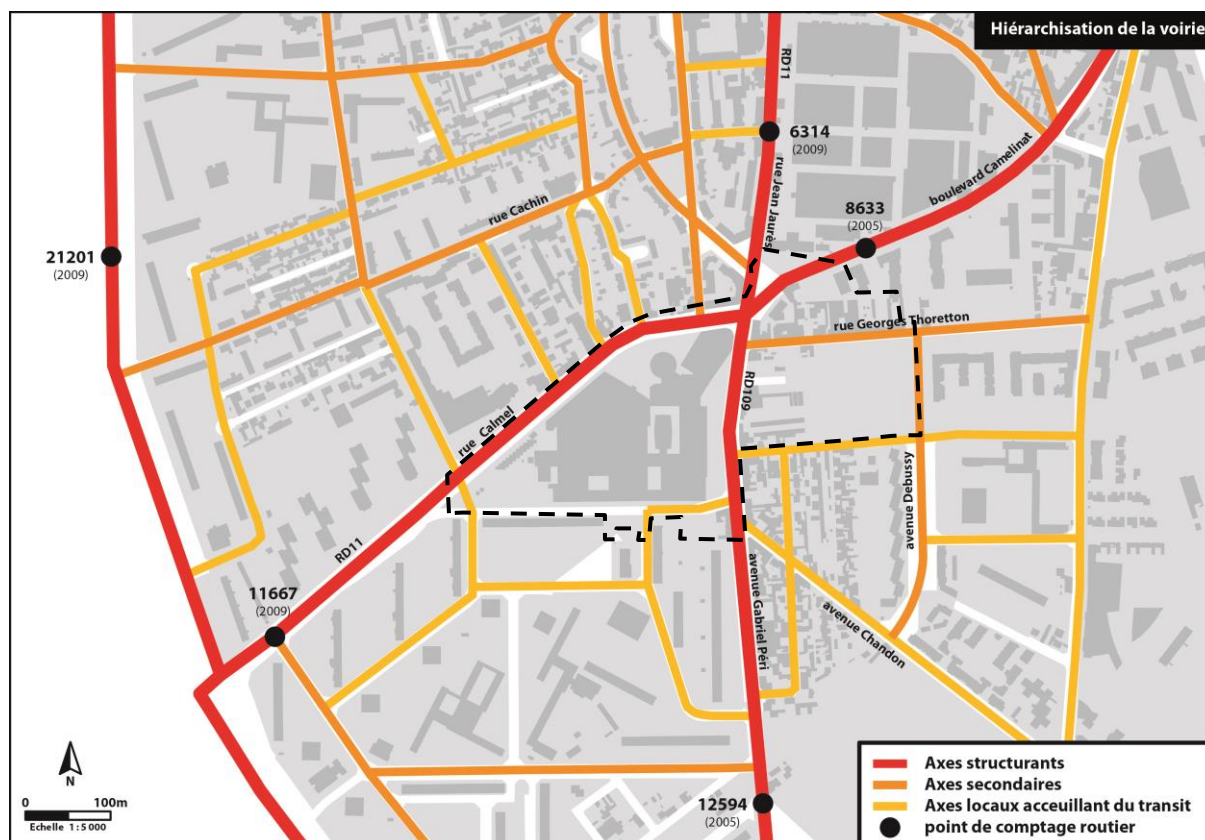 Hiérarchisation de la voirie
RD11
6314
(2009)
rue Jean Jaurès
boulevard Camelinat
8633
(2005)
rue Cachin
21201
(2009)
rue Georges Thoretton
RD109
rue Calmel
RD11
avenue Debussy
11667
(2009)
avenue Gabriel Péri
avenue Chandon
N
0 100m
Echelle 1 : 5 000
12594
(2005)
Axes structurants
Axes secondaires
Axes locaux acceuillant du transit
point de comptage routier